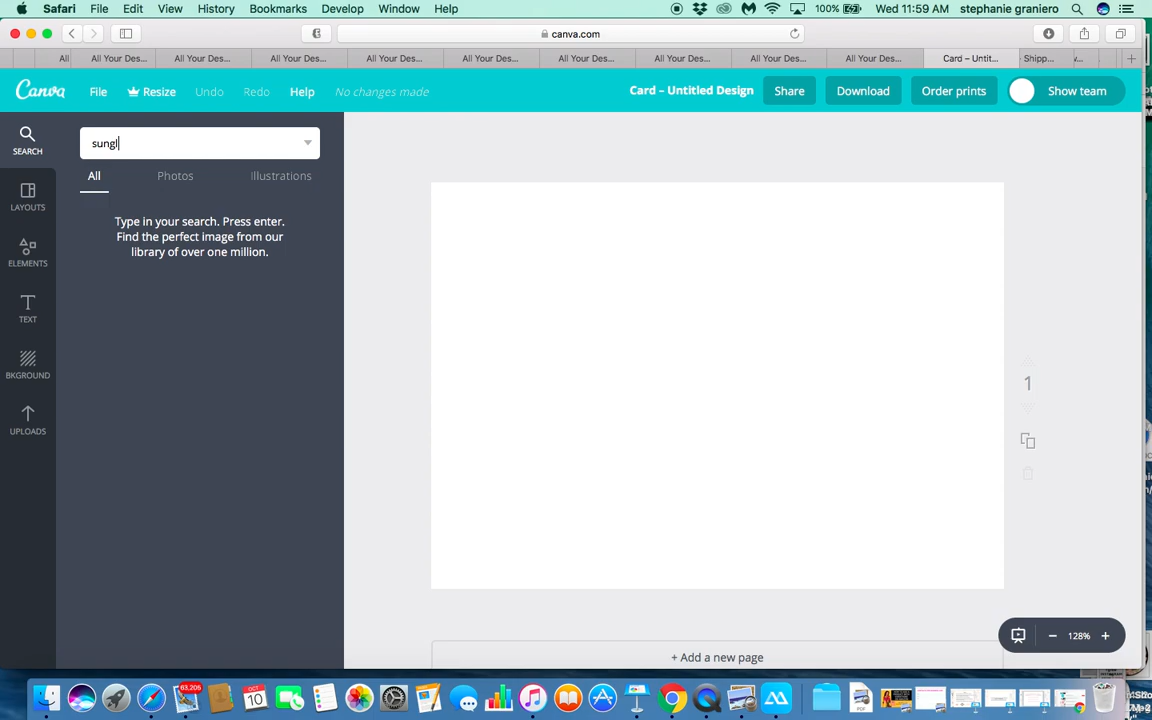 Safari File Edit View History Bookmarks Develop Window Help 100% Wed 11:59 AM stephanie graniero
canva.com
All All Your Des... All Your Des... All Your Des... All Your Des... All Your Des... All Your Des... All Your Des... All Your Des... All Your Des... Card – Untit... Shipp...
Canva File Resize Undo Redo Help No changes made Card – Untitled Design Share Download Order prints Show team
SEARCH
sungl
All Photos Illustrations
Type in your search. Press enter.
Find the perfect image from our
library of over one million.
LAYOUTS
ELEMENTS
TEXT
BKGROUND
UPLOADS
1
128%
+ Add a new page
63,205
OCT
10